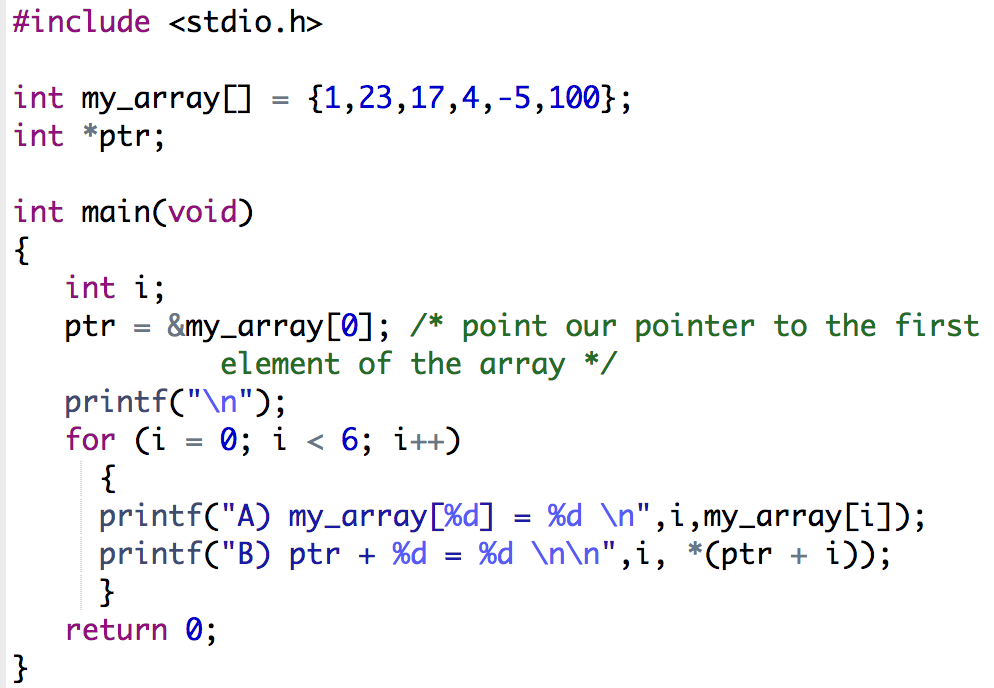 #include <stdio.h>

int my_array[] = {1,23,17,4,-5,100};
int *ptr;

int main(void)
{
   int i;
   ptr = &my_array[0]; /* point our pointer to the first
            element of the array */
   printf("\n");
   for (i = 0; i < 6; i++)
     {
     printf("A) my_array[%d] = %d \n",i,my_array[i]);
     printf("B) ptr + %d = %d \n\n",i, *(ptr + i));
     }
   return 0;
}